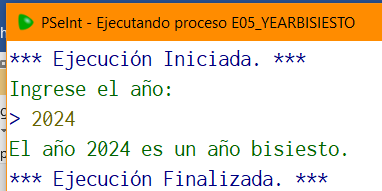 PSeInt - Ejecutando proceso E05_YEARBISIESTO
*** Ejecución Iniciada. ***
Ingrese el año:
> 2024
El año 2024 es un año bisiesto.
*** Ejecución Finalizada. ***